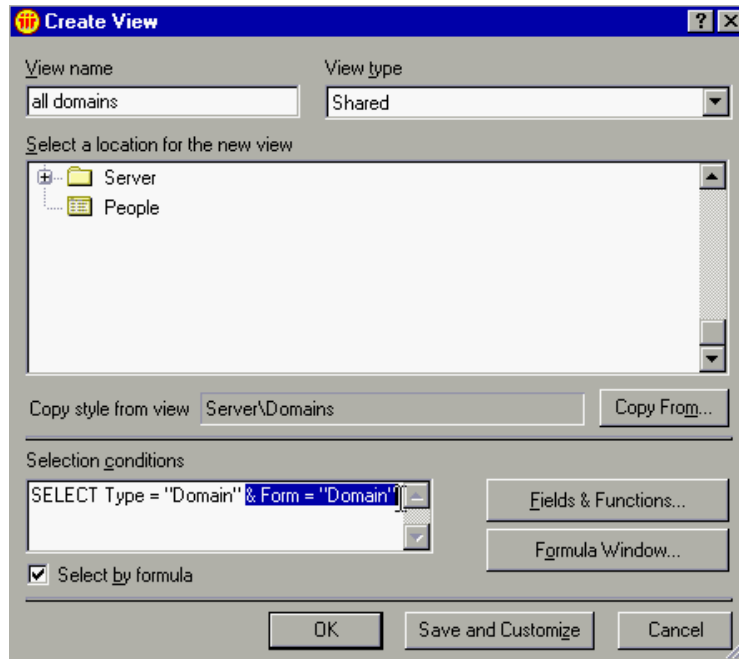 Create View
View name
View type
all domains
Shared
Select a location for the new view
Server
People
Copy style from view
Server\Domains
Copy From...
Selection conditions
SELECT Type = "Domain" & Form = "Domain"
Fields & Functions...
Formula Window...
Select by formula
OK
Save and Customize
Cancel